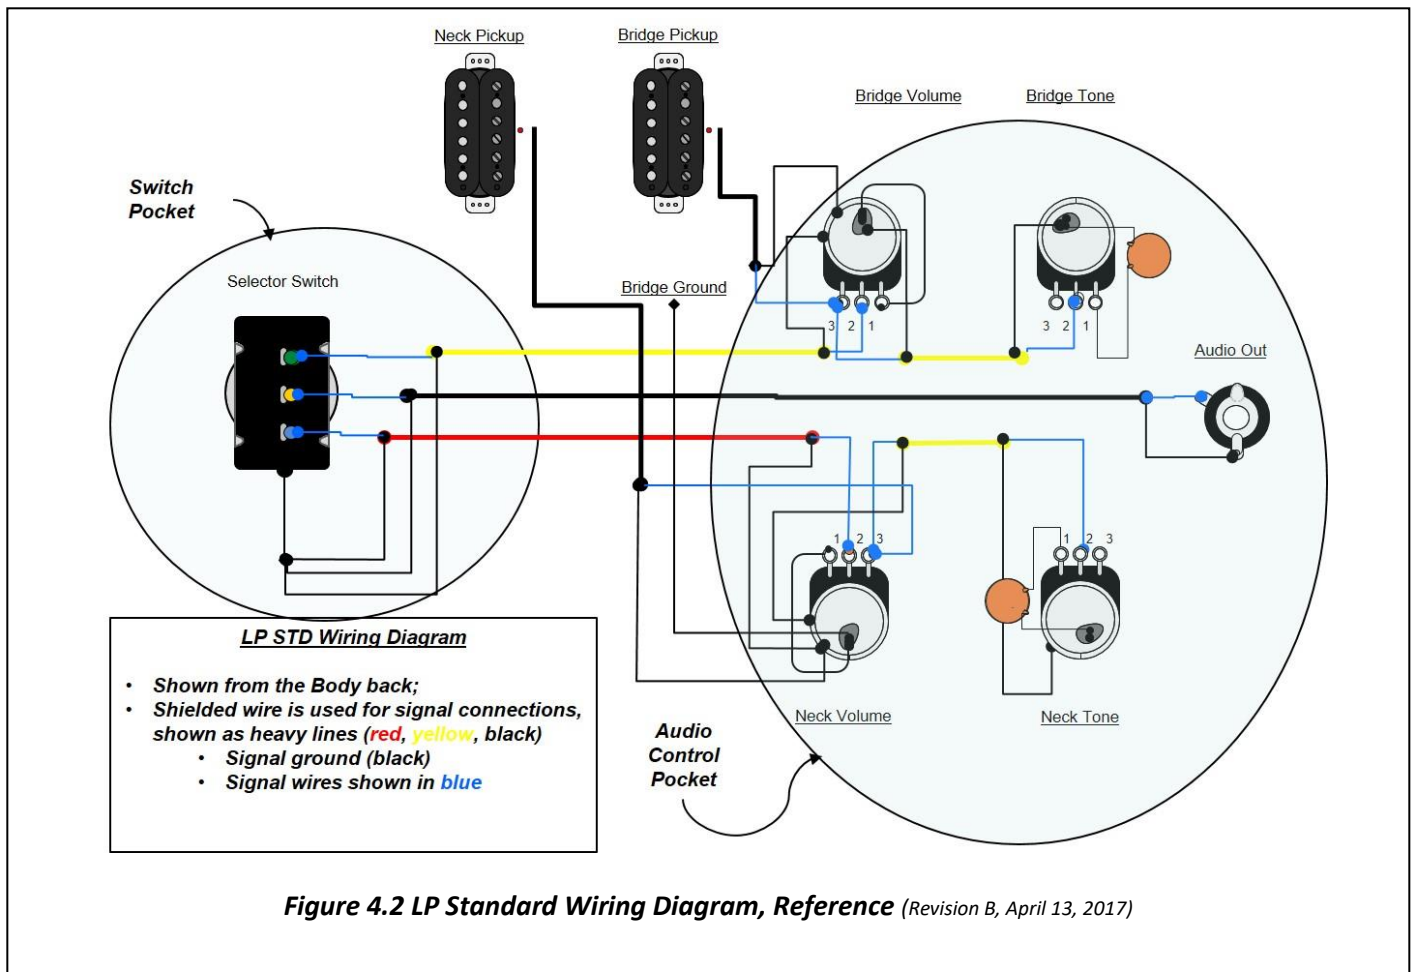 Neck Pickup
Bridge Pickup
Bridge Volume
Bridge Tone
Switch
Pocket
Selector Switch
Bridge Ground
3 2 1
3 2 1
Audio Out
1 2 3
1 2 3
LP STD Wiring Diagram
• Shown from the Body back;
• Shielded wire is used for signal connections,
shown as heavy lines (red, yellow, black)
• Signal ground (black)
• Signal wires shown in blue
Neck Volume
Neck Tone
Audio
Control
Pocket
Figure 4.2 LP Standard Wiring Diagram, Reference (Revision B, April 13, 2017)